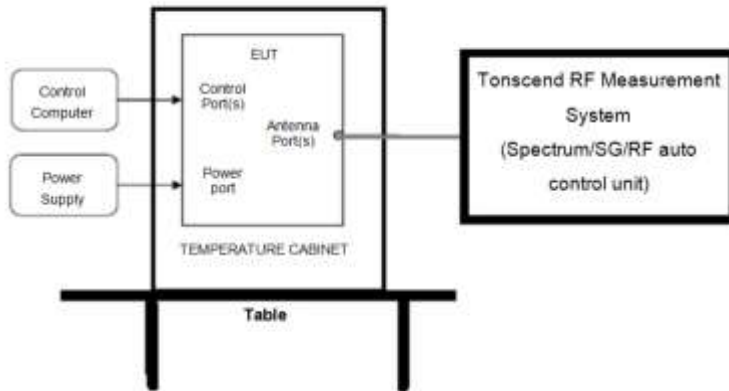 EUT
Control
Computer
Control
Port(s)
Antenna
Port(s)
Power
Supply
Power
port
TEMPERATURE CABINET
Table
Tonscend RF Measurement
System
(Spectrum/SG/RF auto
control unit)